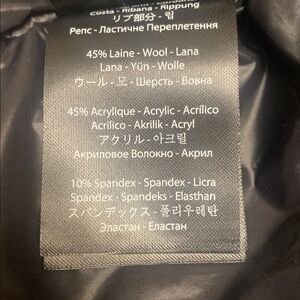 Costa - Ribana - Rippung
リブ部分 - 립
Репс - Ластичне Переплетення
45% Laine - Wool - Lana
Lana - Yün - Wolle
ウール - 모 - Шерсть - Вовна
45% Acrylique - Acrylic - Acrílico
Acrílico - Akrilik - Acryl
アクリル - 아크릴
Акриловое Волокно - Акрил
10% Spandex - Spandex - Licra
Spandex - Spandeks - Elasthan
スパンデックス - 폴리우레탄
Эластан - Еластан